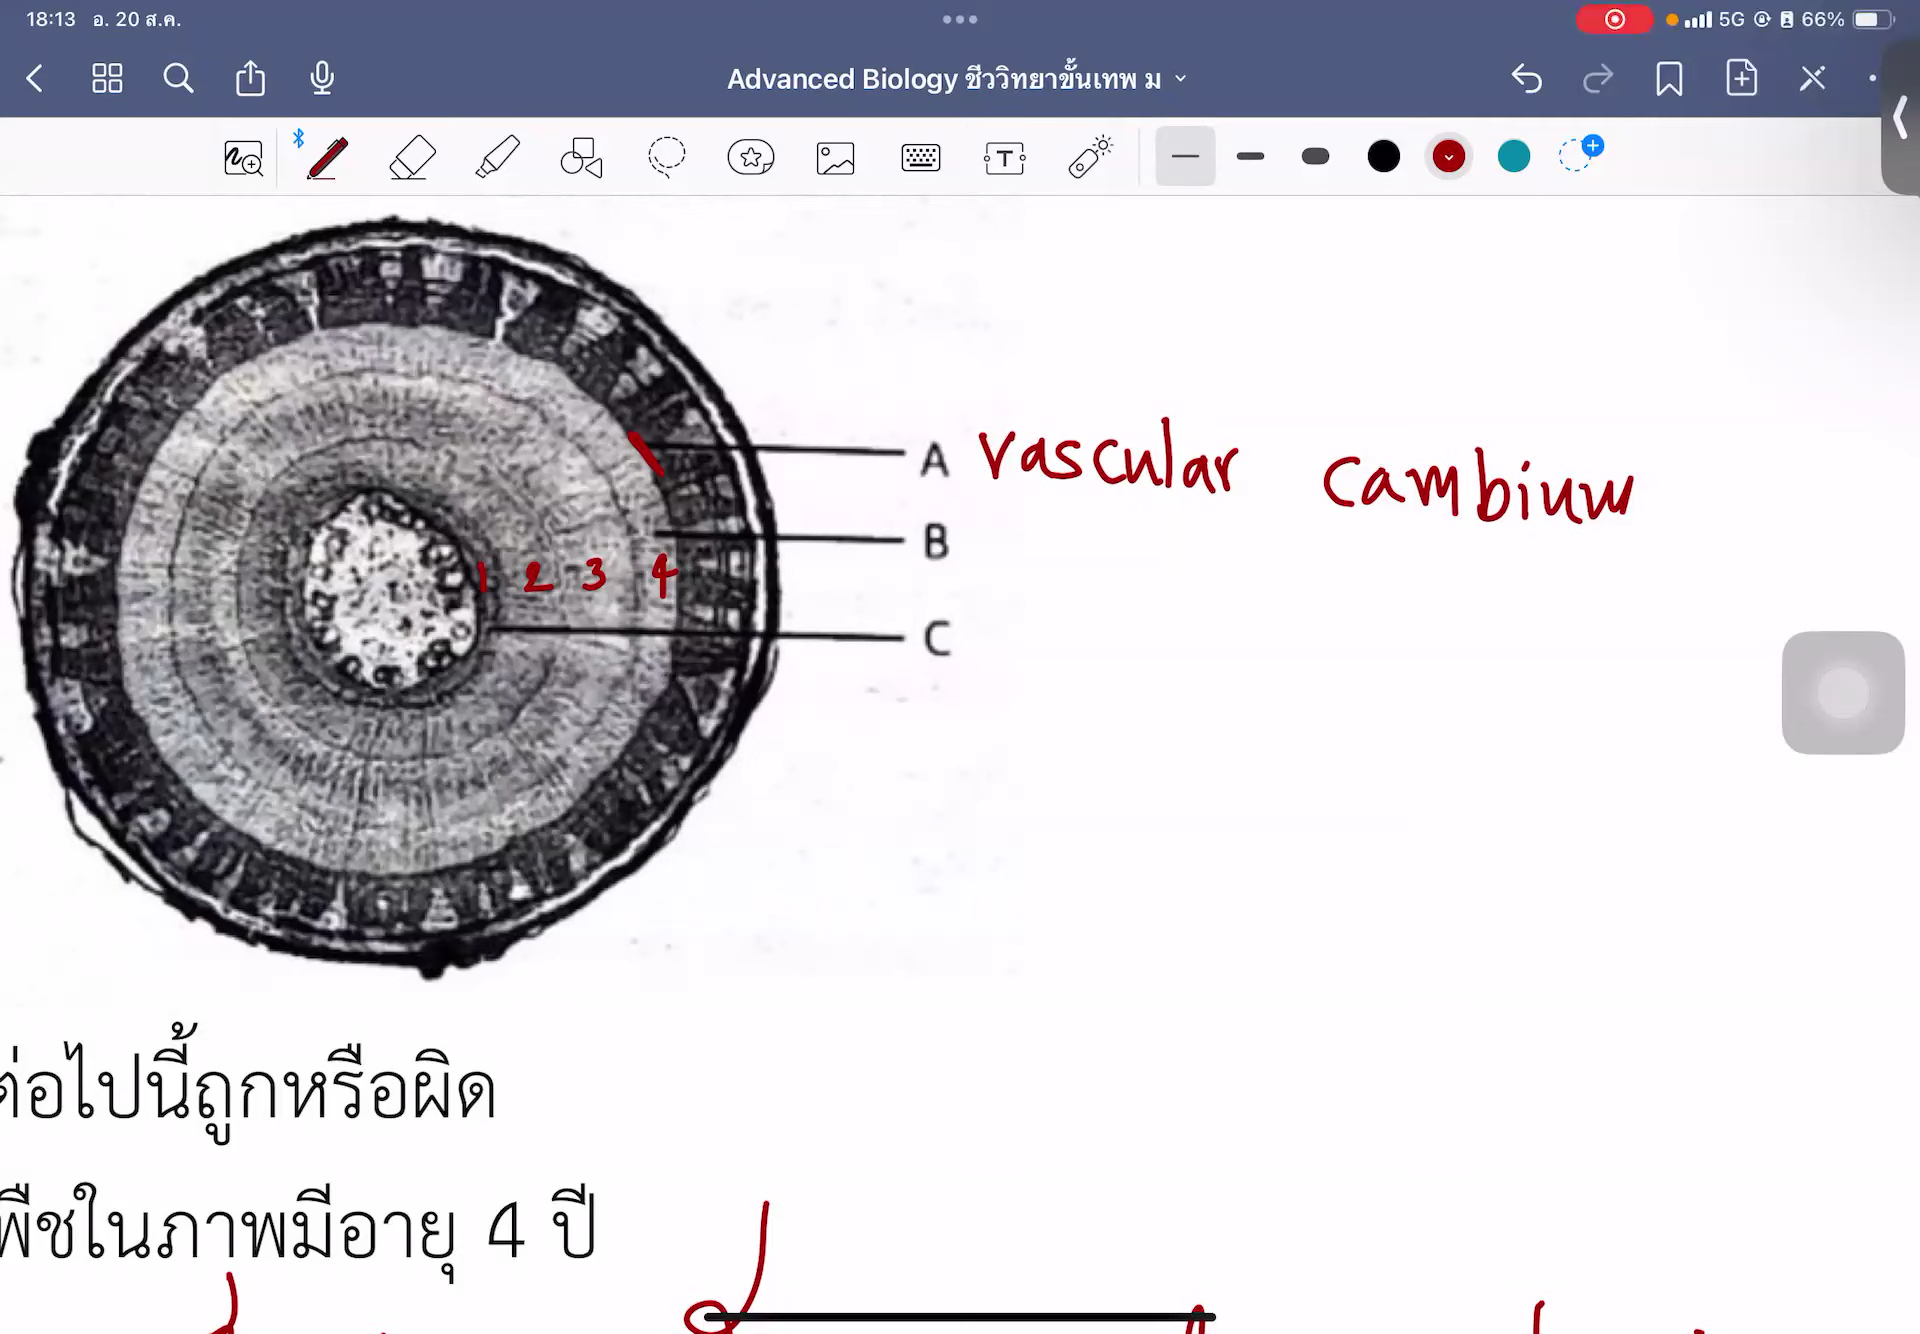 18:13 อ. 20 ส.ค.
5G 66%
Advanced Biology ชีววิทยาขั้นเทพ ม
T
A vascular cambium
B
1 2 3 4
C
ต่อไปนี้ถูกหรือผิด
พืชในภาพมีอายุ 4 ปี